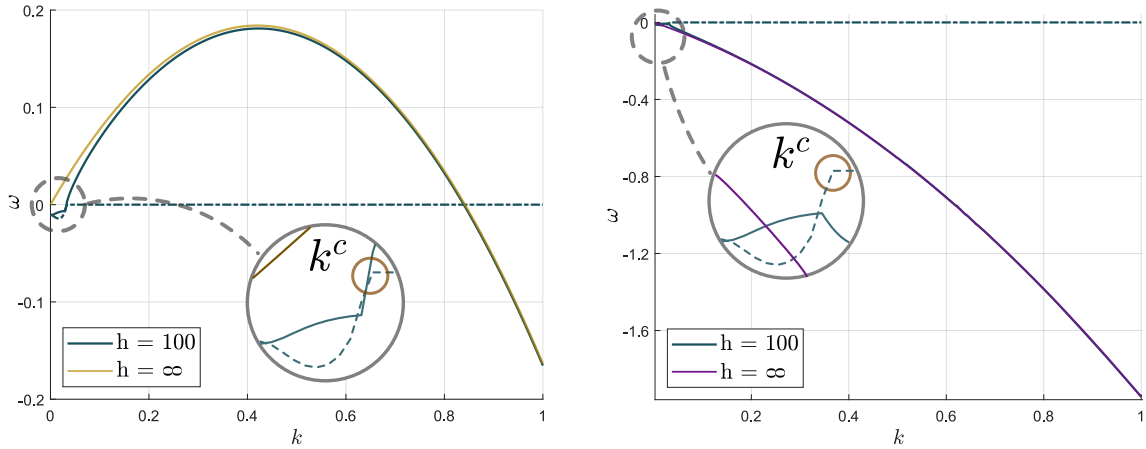 0.2
0.1
0
-0.1
-0.2
ω
k^c
h = 100
h = ∞
0 0.2 0.4 0.6 0.8 1
k
0
-0.4
-0.8
-1.2
-1.6
ω
k^c
h = 100
h = ∞
0.2 0.4 0.6 0.8 1
k